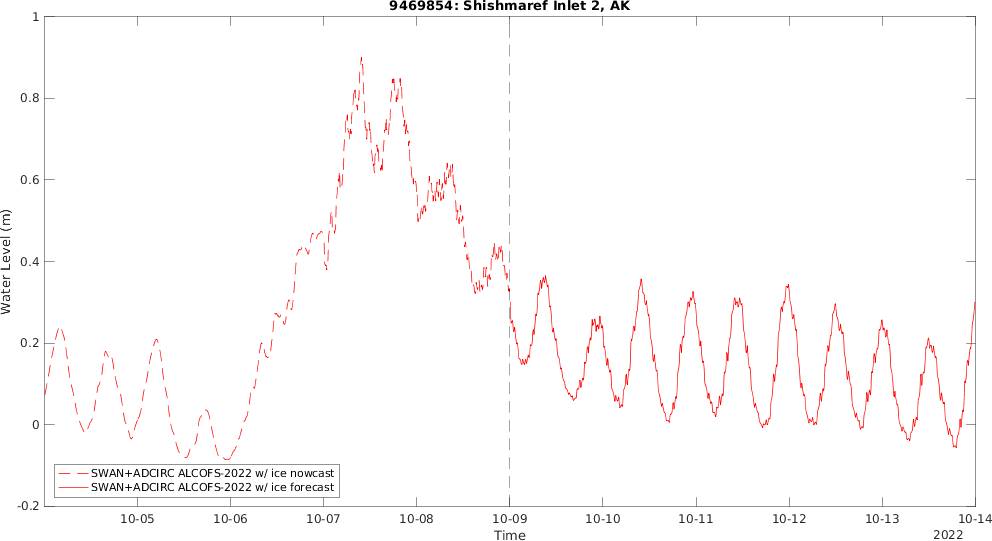 9469854: Shishmaref Inlet 2, AK
1
0.8
0.6
0.4
0.2
0
-0.2
Water Level (m)
SWAN+ADCIRC ALCOFS-2022 w/ ice nowcast
SWAN+ADCIRC ALCOFS-2022 w/ ice forecast
10-05 10-06 10-07 10-08 10-09 10-10 10-11 10-12 10-13 10-14
Time
2022